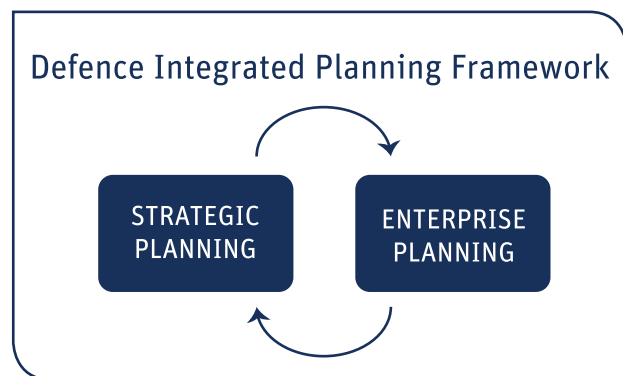 Defence Integrated Planning Framework
STRATEGIC
PLANNING
ENTERPRISE
PLANNING